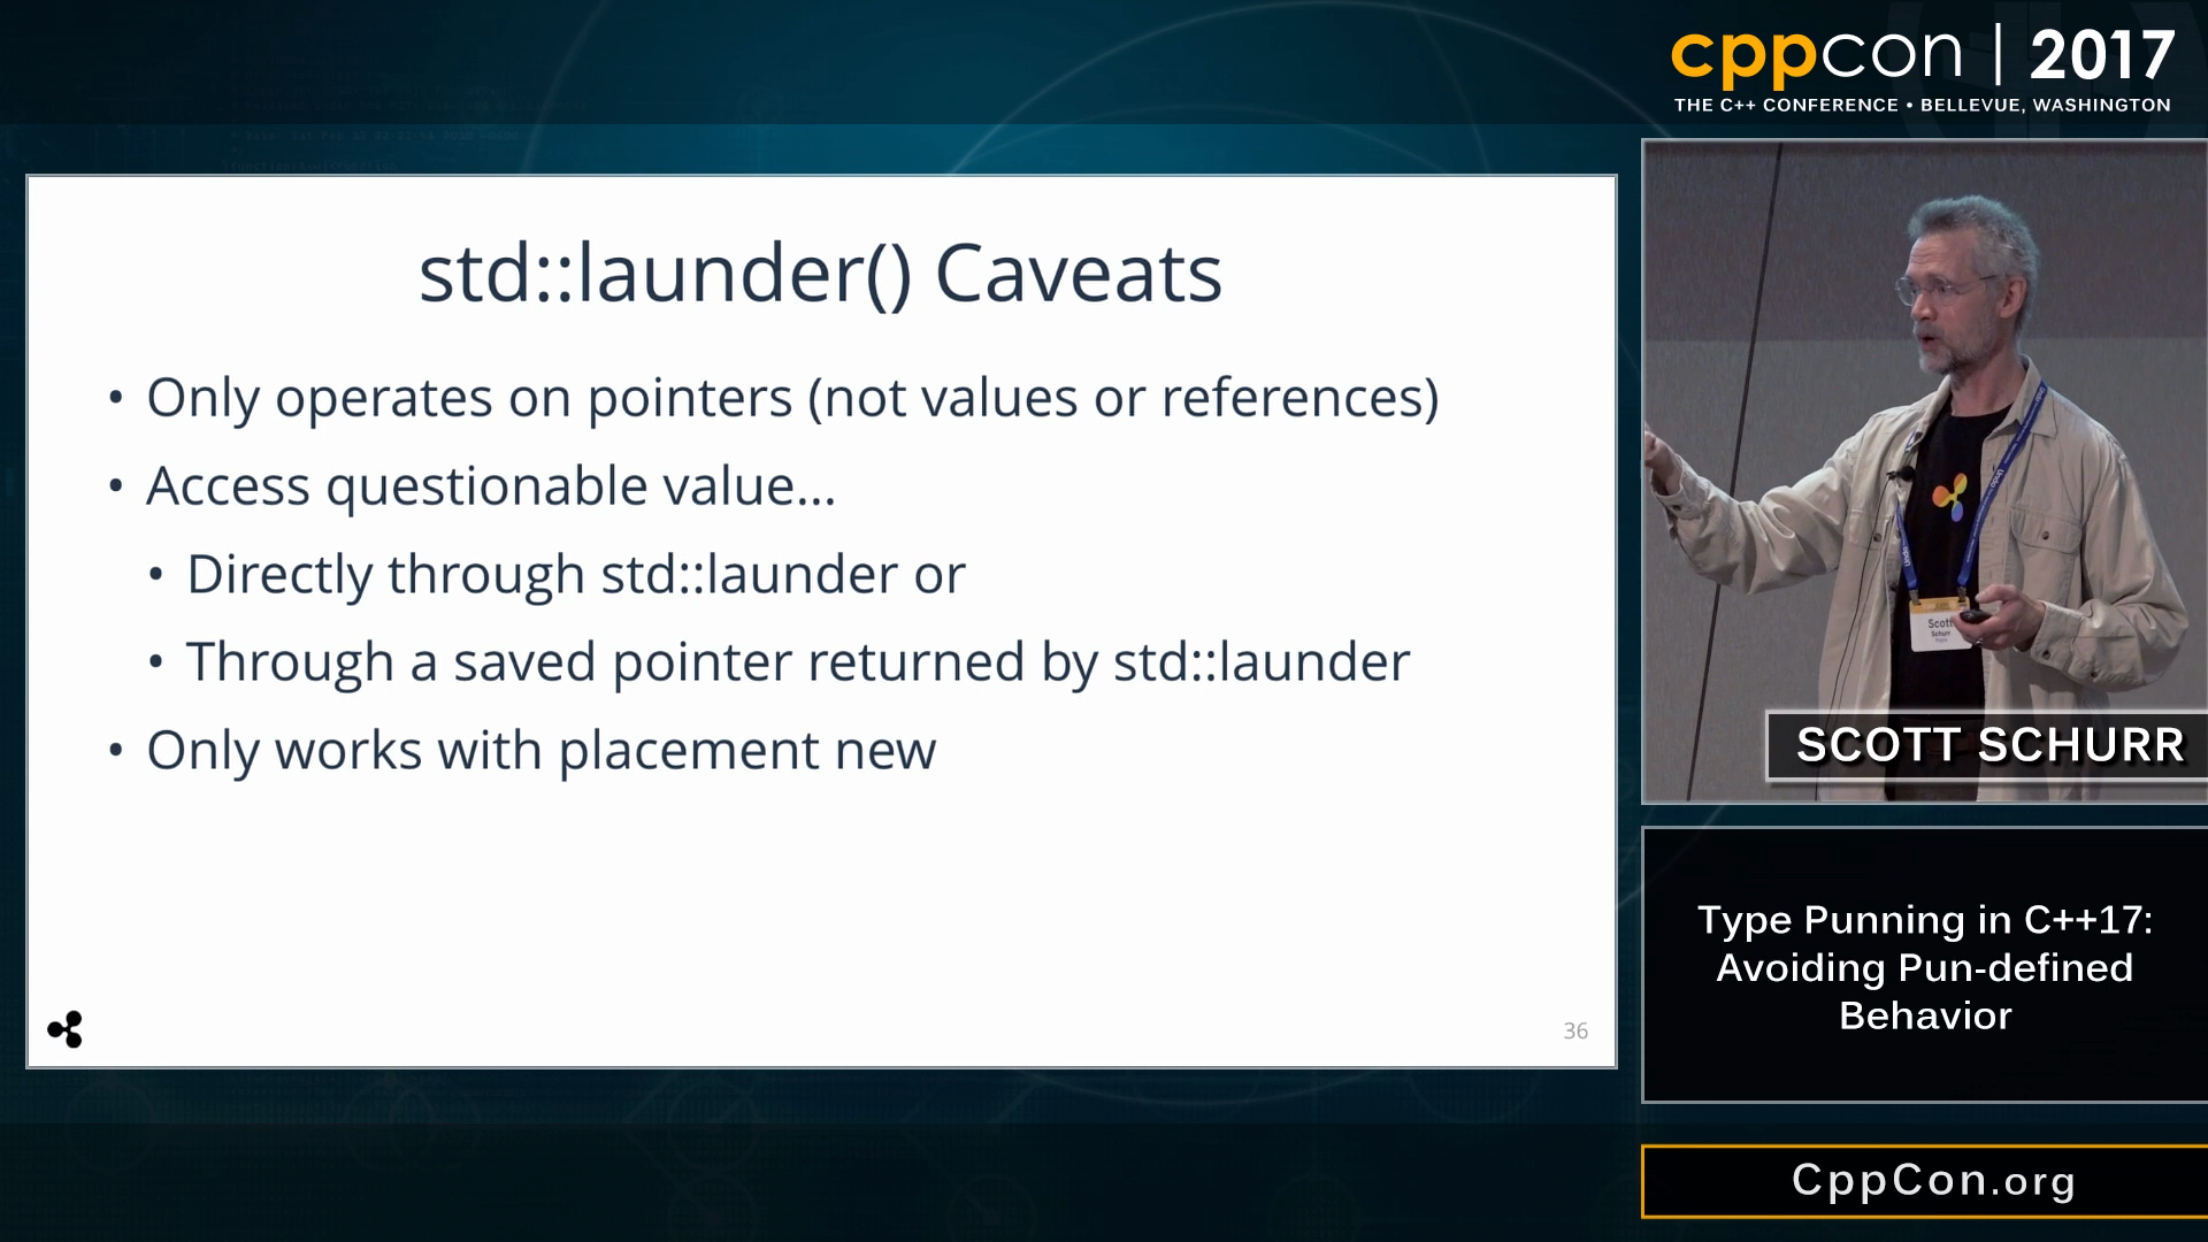 cppcon | 2017
THE C++ CONFERENCE • BELLEVUE, WASHINGTON
std::launder() Caveats
• Only operates on pointers (not values or references)
• Access questionable value...
• Directly through std::launder or
• Through a saved pointer returned by std::launder
• Only works with placement new
36
Scott
Schurr
SCOTT SCHURR
Type Punning in C++17:
Avoiding Pun-defined
Behavior
CppCon.org